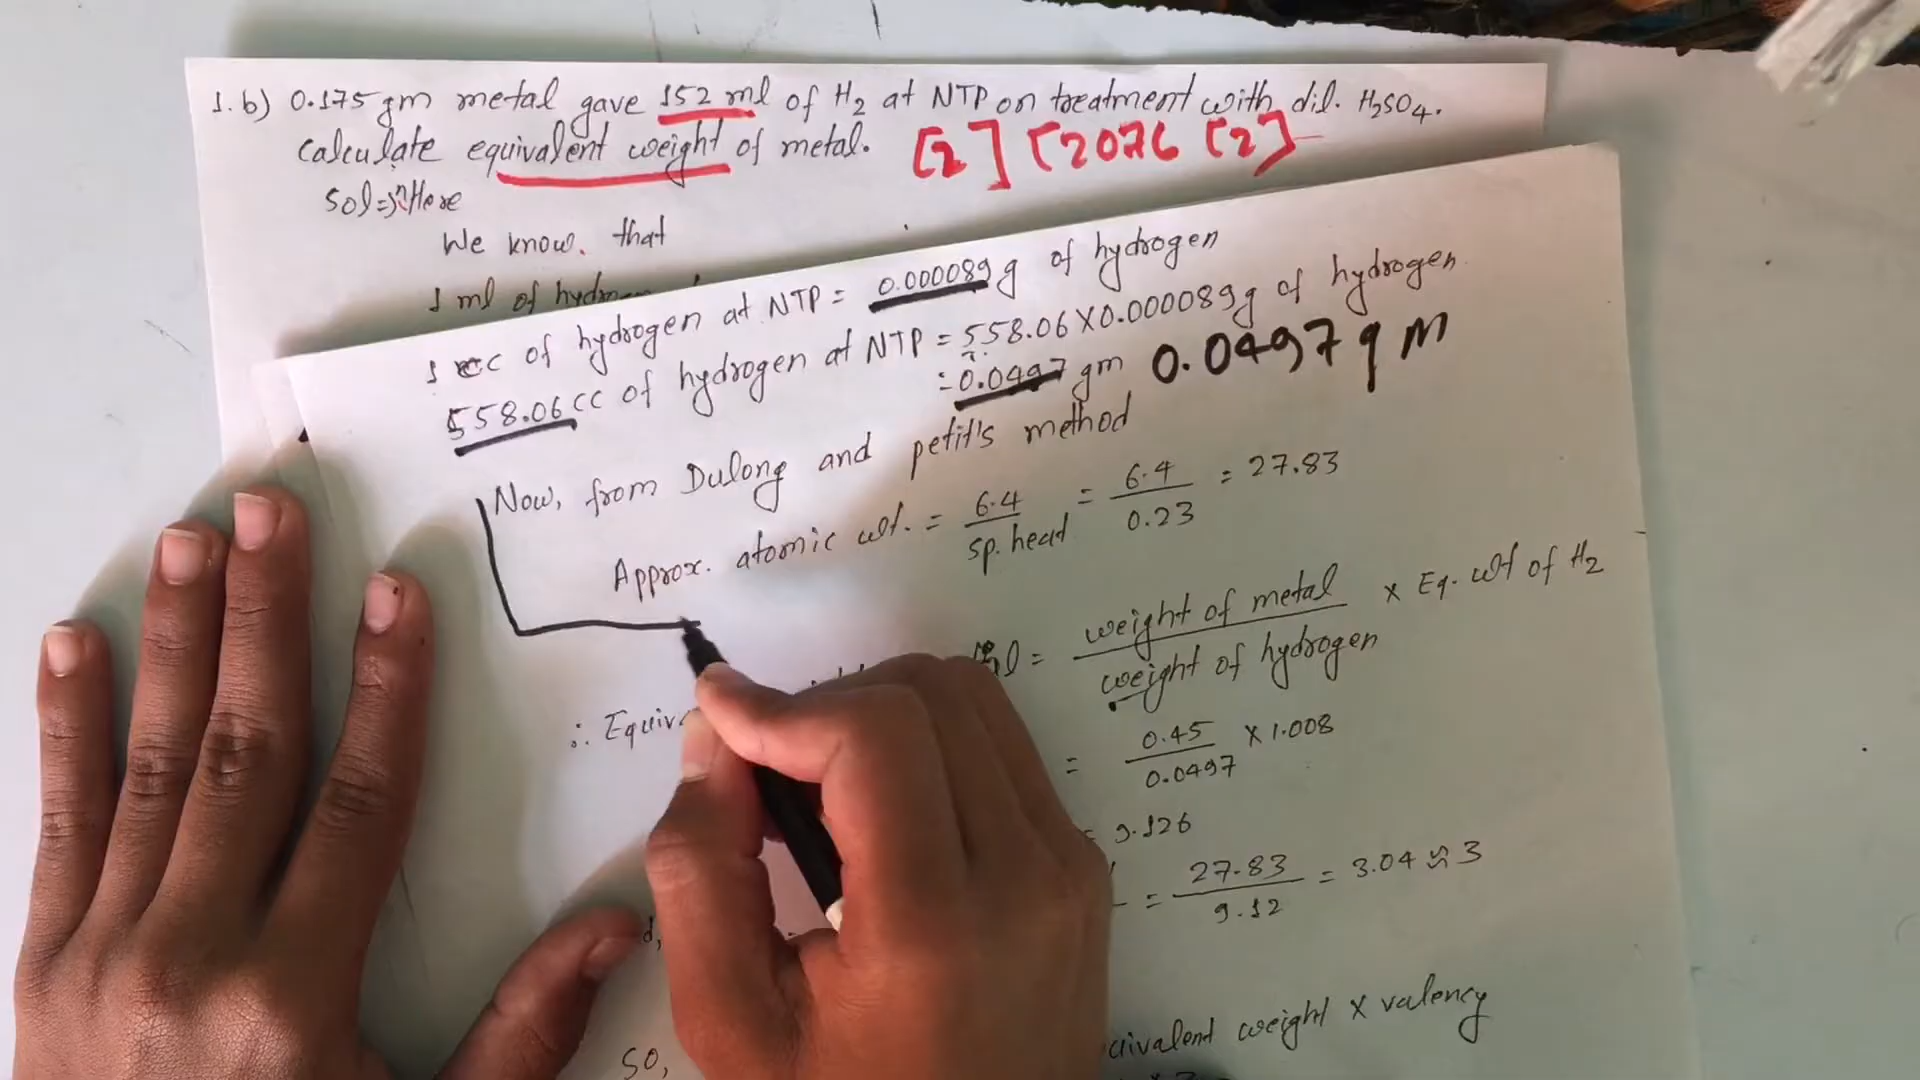 1. b) 0.175 gm metal gave 152 ml of H2 at NTP on treatment with dil. H2SO4.
Calculate equivalent weight of metal. [2] [2076 [2]
Sol=>n Here
We know. that
1 ml of hydro
1 cc of hydrogen at NTP = 0.000089 g of hydrogen
558.06 cc of hydrogen at NTP = 558.06 X 0.000089 g of hydrogen
= 0.0497 gm 0.0497 gm
Now, from Dulong and petit's method
Approx. atomic wt. = 6.4 / sp. heat = 6.4 / 0.23 = 27.83
∴ Equiv = weight of metal / weight of hydrogen x Eq. wt of H2
= 0.45 / 0.0497 X 1.008
= 9.126
= 27.83 / 9.12 = 3.04 ≈ 3
uivalent weight X valency
SO,